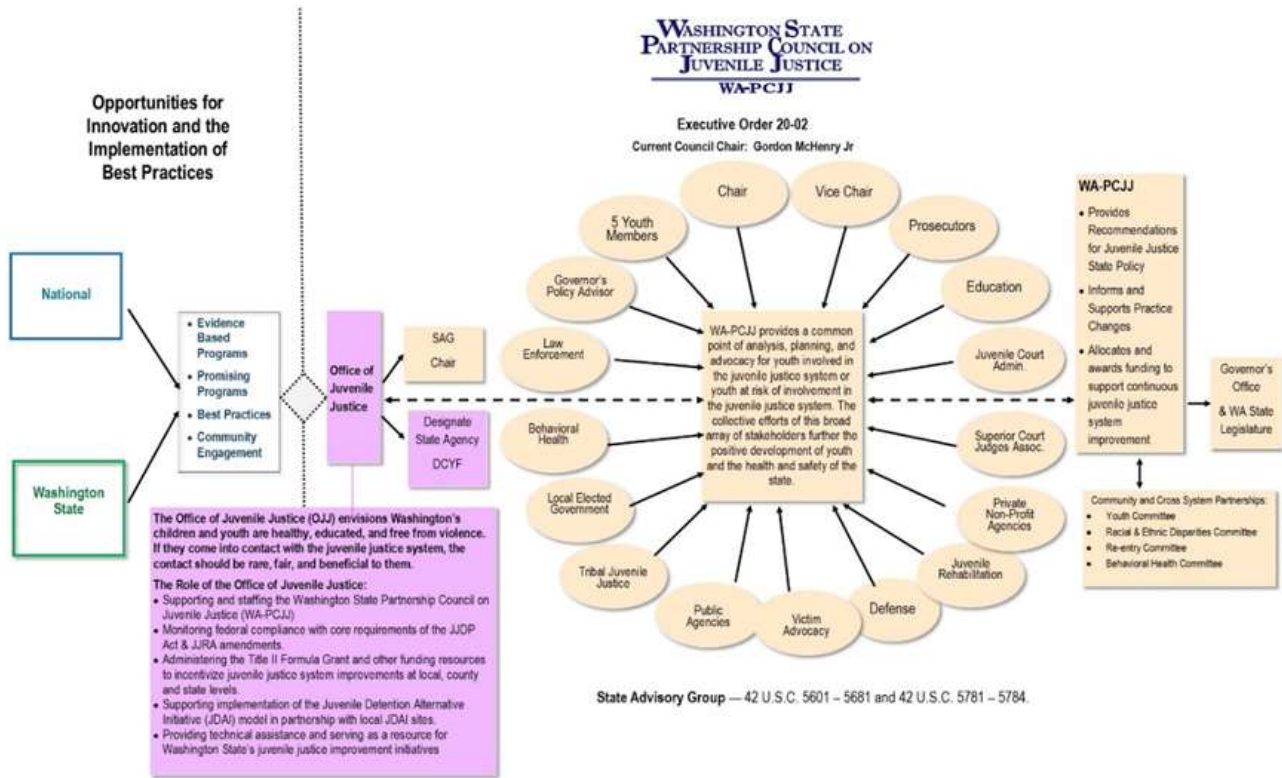 WASHINGTON STATE
PARTNERSHIP COUNCIL ON
JUVENILE JUSTICE
WA-PCJJ
Executive Order 20-02
Current Council Chair: Gordon McHenry Jr
Opportunities for
Innovation and the
Implementation of
Best Practices
National
Washington
State
• Evidence
Based
Programs
• Promising
Programs
• Best Practices
• Community
Engagement
Office of
Juvenile
Justice
SAG
Chair
Designate
State Agency
DCYF
The Office of Juvenile Justice (OJJ) envisions Washington's
children and youth are healthy, educated, and free from violence.
If they come into contact with the juvenile justice system, the
contact should be rare, fair, and beneficial to them.
The Role of the Office of Juvenile Justice:
• Supporting and staffing the Washington State Partnership Council on
Juvenile Justice (WA-PCJJ)
• Monitoring federal compliance with core requirements of the JJDP
Act & JJRA amendments.
• Administering the Title II Formula Grant and other funding resources
to incentivize juvenile justice system improvements at local, county
and state levels.
• Supporting implementation of the Juvenile Detention Alternative
Initiative (JDAI) model in partnership with local JDAI sites.
• Providing technical assistance and serving as a resource for
Washington State's juvenile justice improvement initiatives
Chair
Vice Chair
Prosecutors
Education
Juvenile Court
Admin.
Superior Court
Judges Assoc.
Private
Non-Profit
Agencies
Juvenile
Rehabilitation
Defense
Victim
Advocacy
Public
Agencies
Tribal Juvenile
Justice
Local Elected
Government
Behavioral
Health
Law
Enforcement
Governor's
Policy Advisor
5 Youth
Members
WA-PCJJ provides a common
point of analysis, planning, and
advocacy for youth involved in
the juvenile justice system or
youth at risk of involvement in
the juvenile justice system. The
collective efforts of this broad
array of stakeholders further the
positive development of youth
and the health and safety of the
state.
WA-PCJJ
• Provides
Recommendations
for Juvenile Justice
State Policy
• Informs and
Supports Practice
Changes
• Allocates and
awards funding to
support continuous
juvenile justice
system
improvement
Governor's
Office
& WA State
Legislature
Community and Cross System Partnerships:
• Youth Committee
• Racial & Ethnic Disparities Committee
• Re-entry Committee
• Behavioral Health Committee
State Advisory Group — 42 U.S.C. 5601 – 5681 and 42 U.S.C. 5781 – 5784.